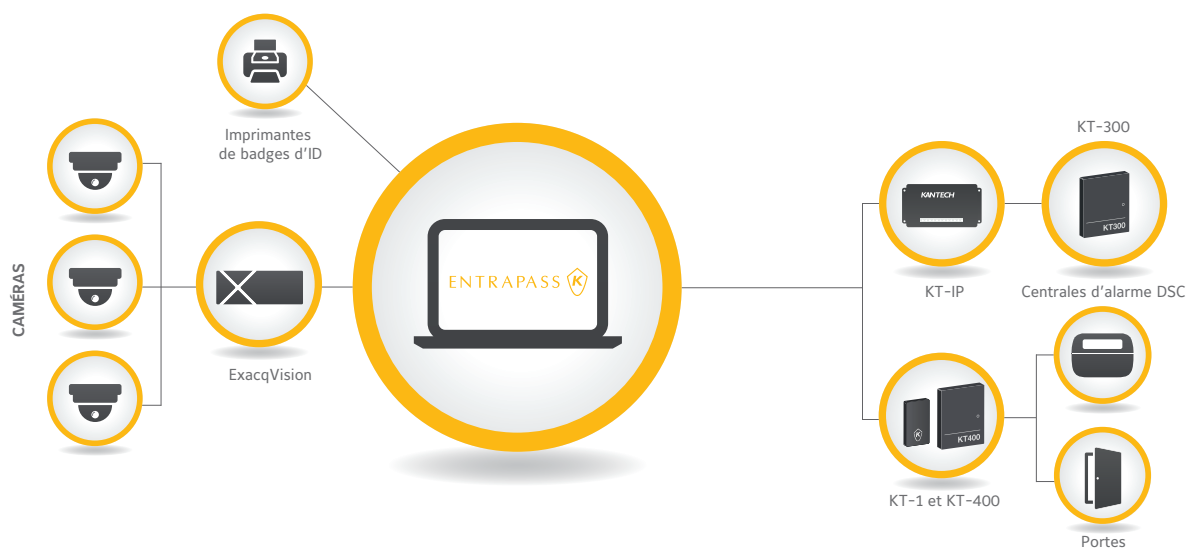 Imprimantes
de badges d'ID
CAMÉRAS
ExacqVision
ENTRAPASS K
KANTECH
KT-IP
KT-300
KT300
Centrales d'alarme DSC
K
KT400
KT-1 et KT-400
Portes